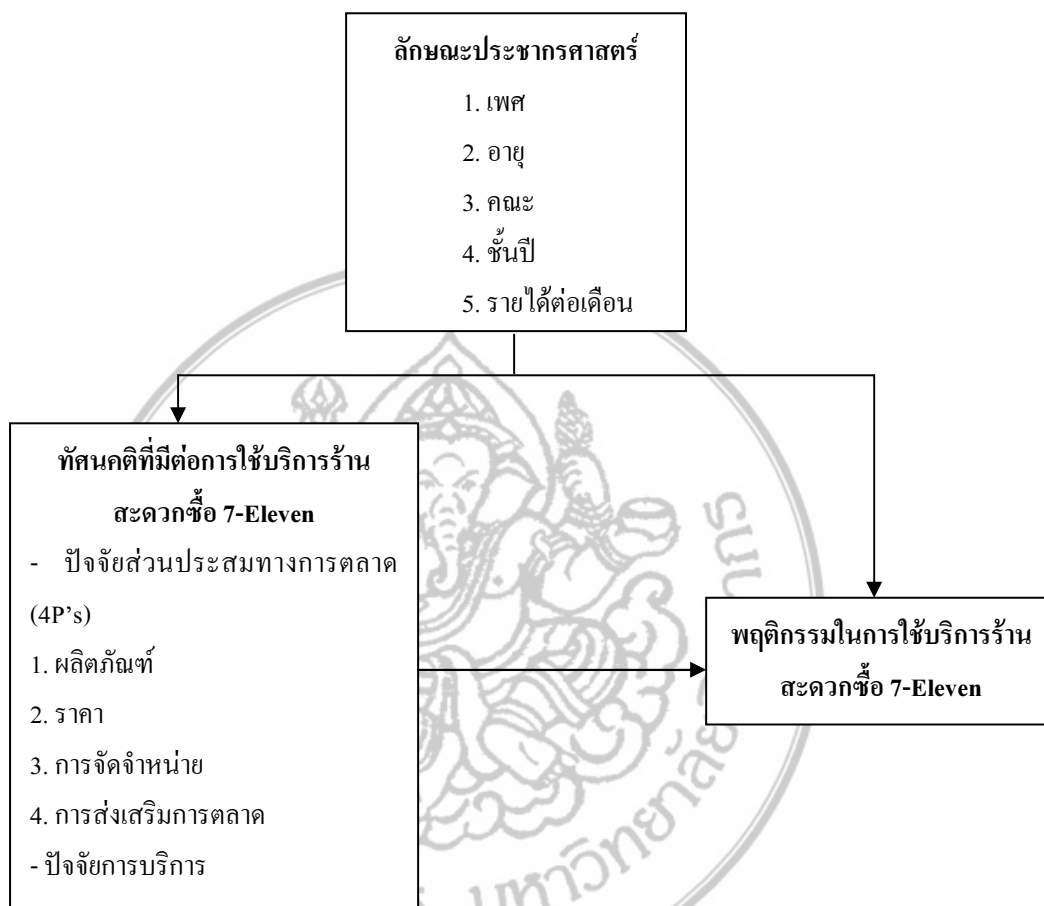 ลักษณะประชากรศาสตร์
1. เพศ
2. อายุ
3. คณะ
4. ชั้นปี
5. รายได้ต่อเดือน
ทัศนคติที่มีต่อการใช้บริการร้าน
สะดวกซื้อ 7-Eleven
- ปัจจัยส่วนประสมทางการตลาด
(4P’s)
1. ผลิตภัณฑ์
2. ราคา
3. การจัดจำหน่าย
4. การส่งเสริมการตลาด
- ปัจจัยการบริการ
พฤติกรรมในการใช้บริการร้าน
สะดวกซื้อ 7-Eleven
มหาวิทยาลัย